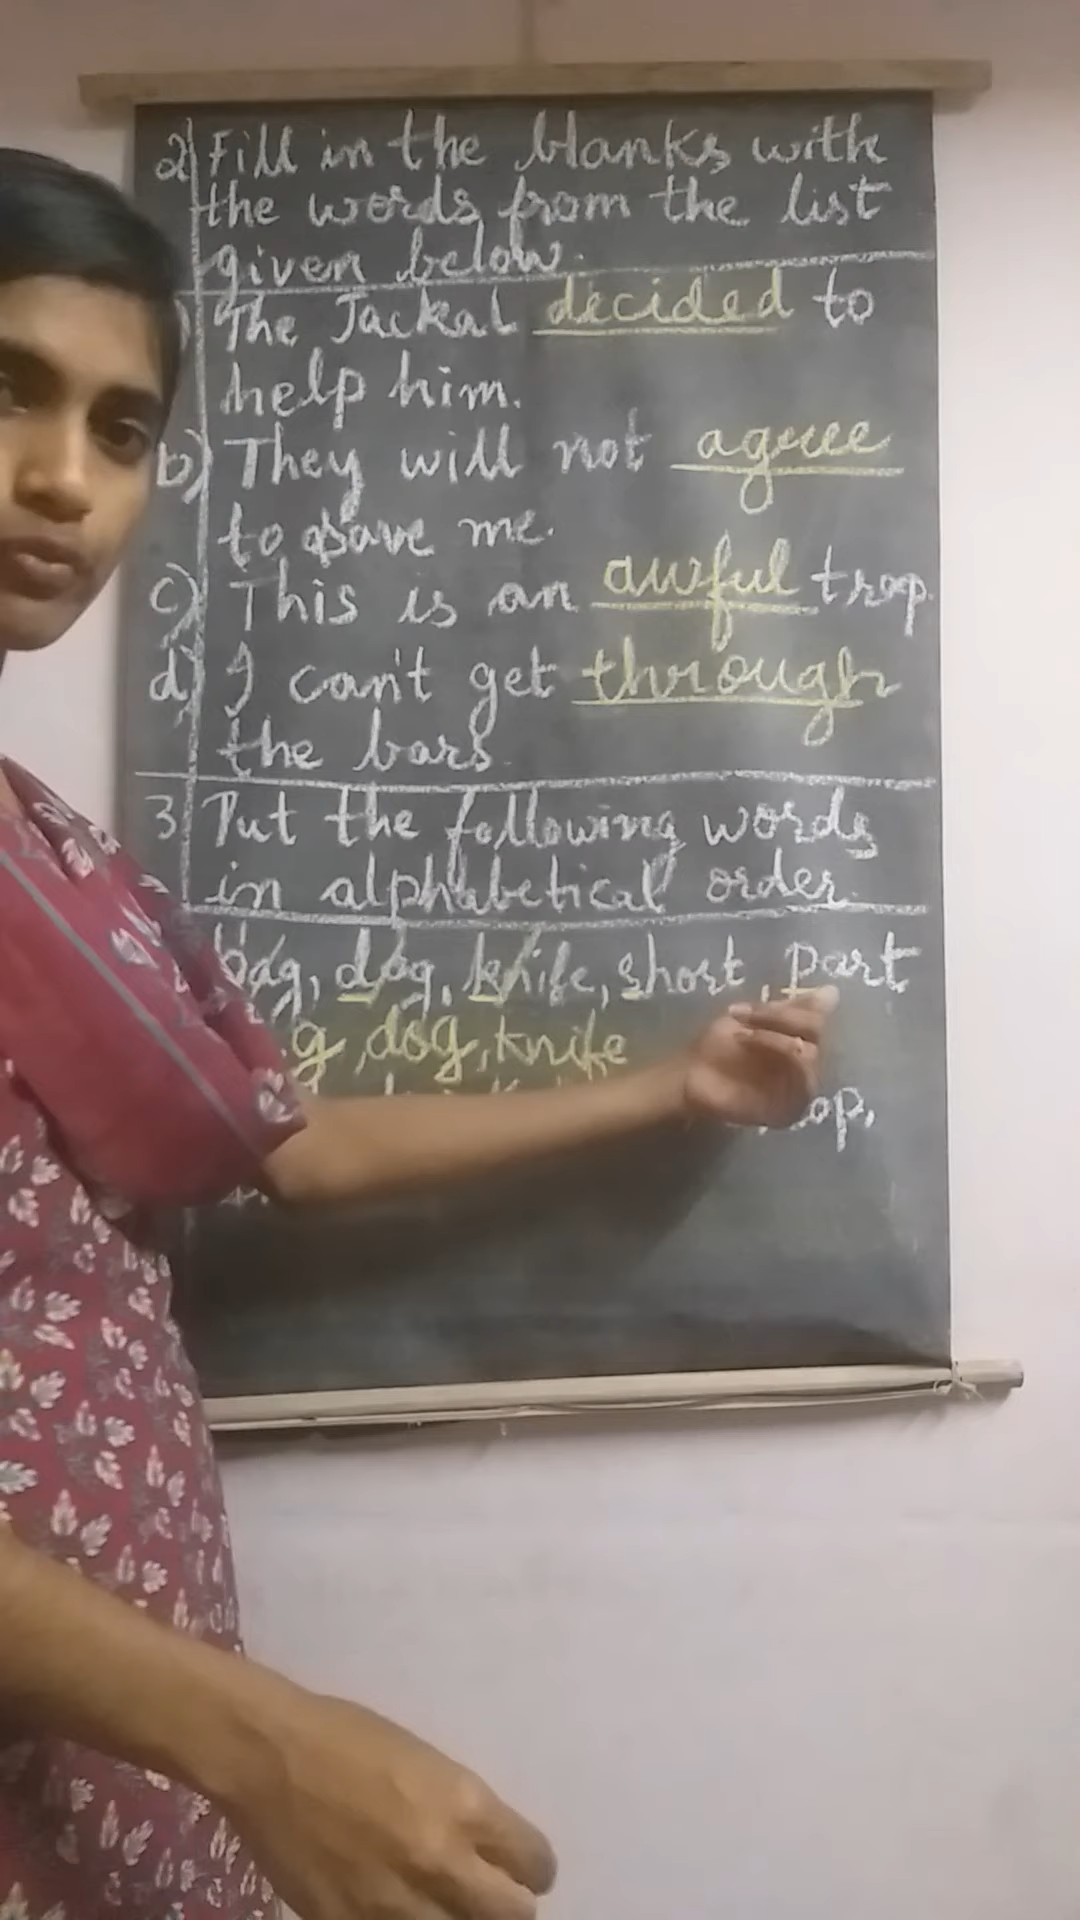 2) Fill in the blanks with
the words from the list
given below.
The Jackal decided to
help him.
b) They will not agree
to save me.
c) This is an awful trap.
d) I can't get through
the bars.
3 Put the following words
in alphabetical order.
bag, dog, knife, short, part
g, dog, knife
op,